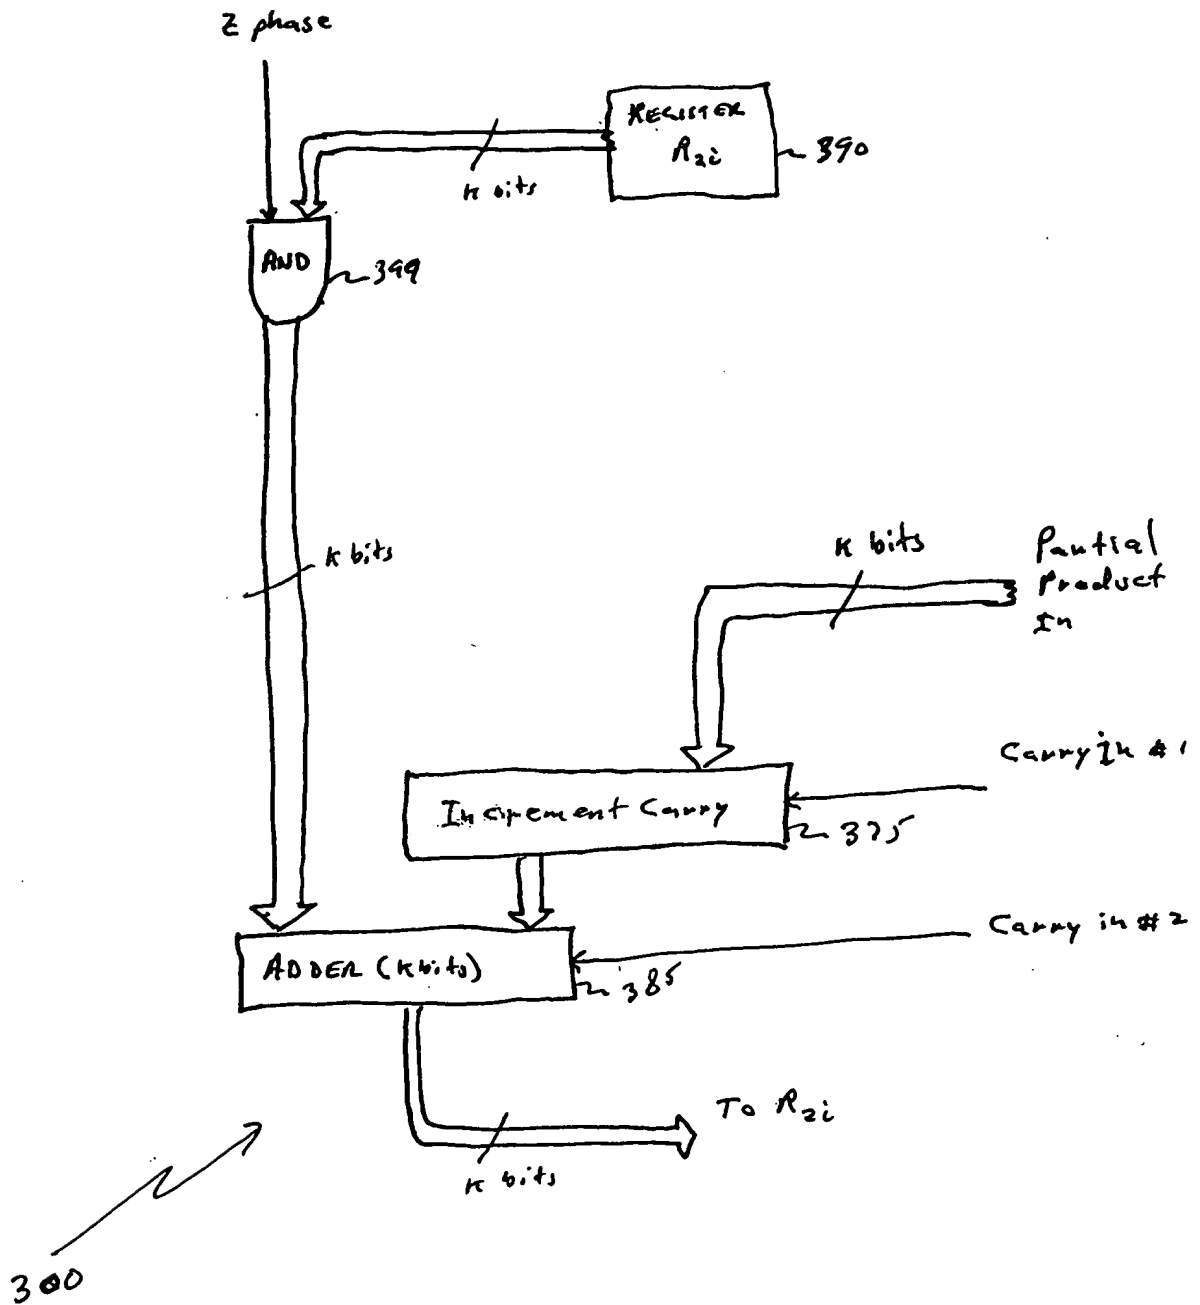 Z phase
REGISTER
R2i
390
K bits
AND
399
K bits
K bits
Partial
Product
In
Carry in #1
Increment Carry
375
Carry in #2
ADDER (K bits)
385
To R2i
K bits
300